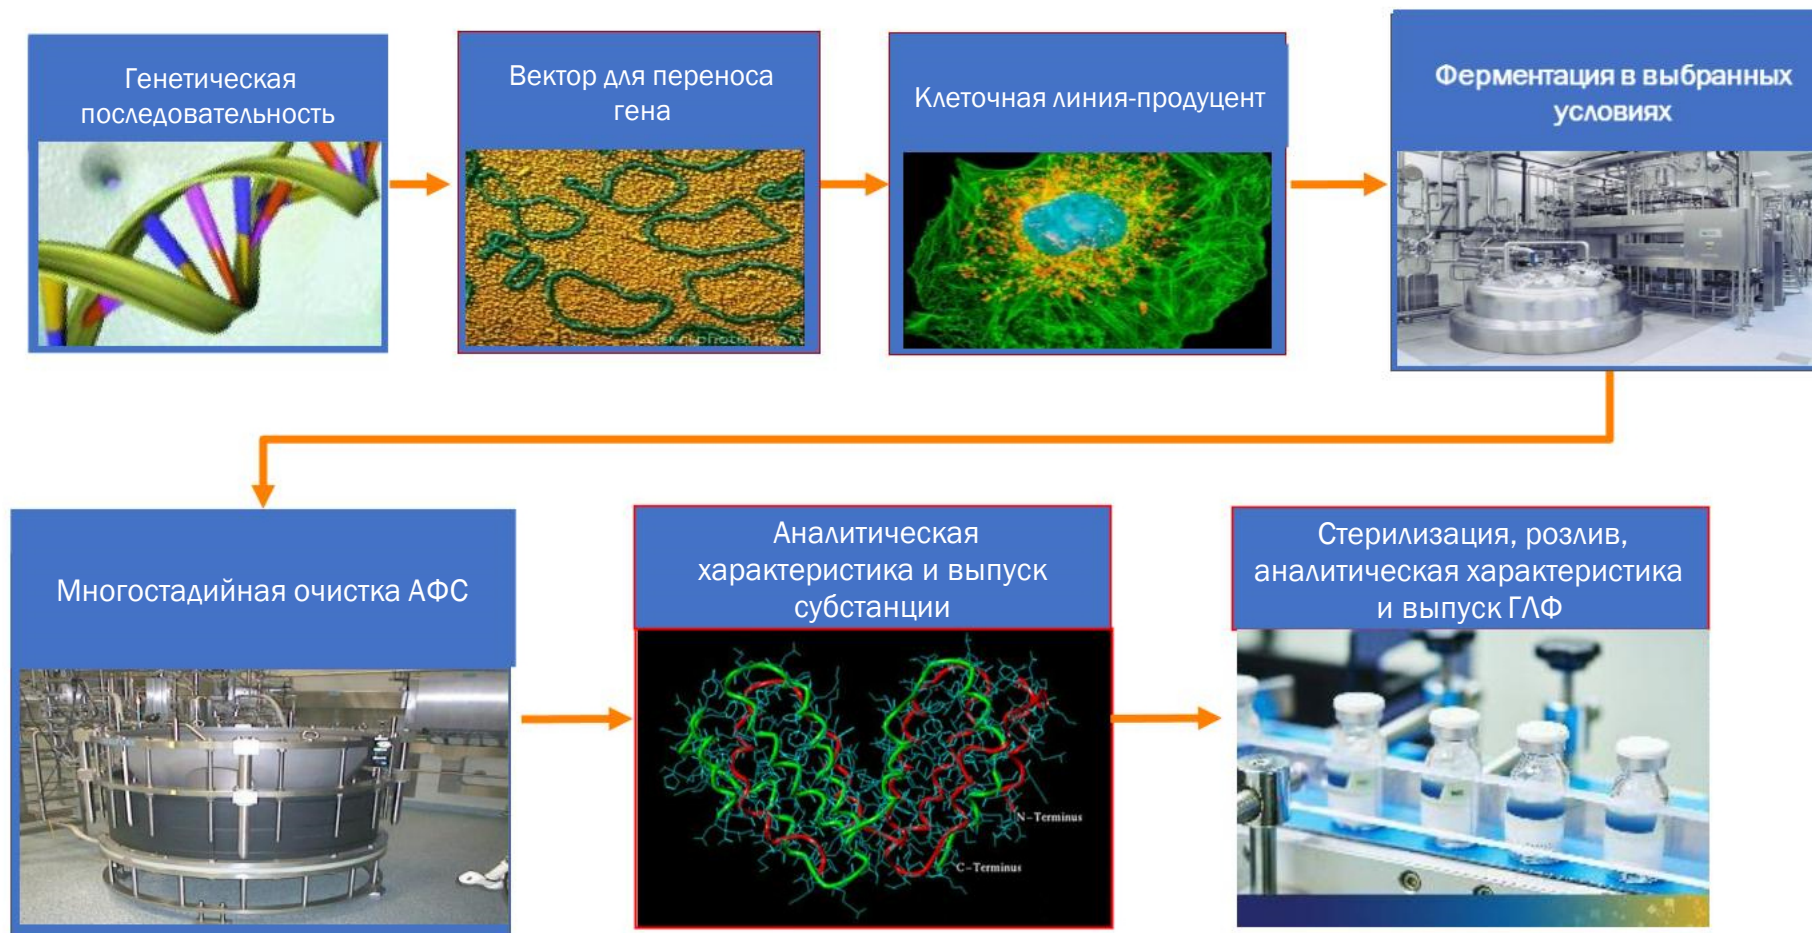 Генетическая
последовательность
Вектор для переноса
гена
Клеточная линия-продуцент
Ферментация в выбранных
условиях
Многостадийная очистка АФС
Аналитическая
характеристика и выпуск
субстанции
N-Terminus
C-Terminus
Стерилизация, розлив,
аналитическая характеристика
и выпуск ГЛФ